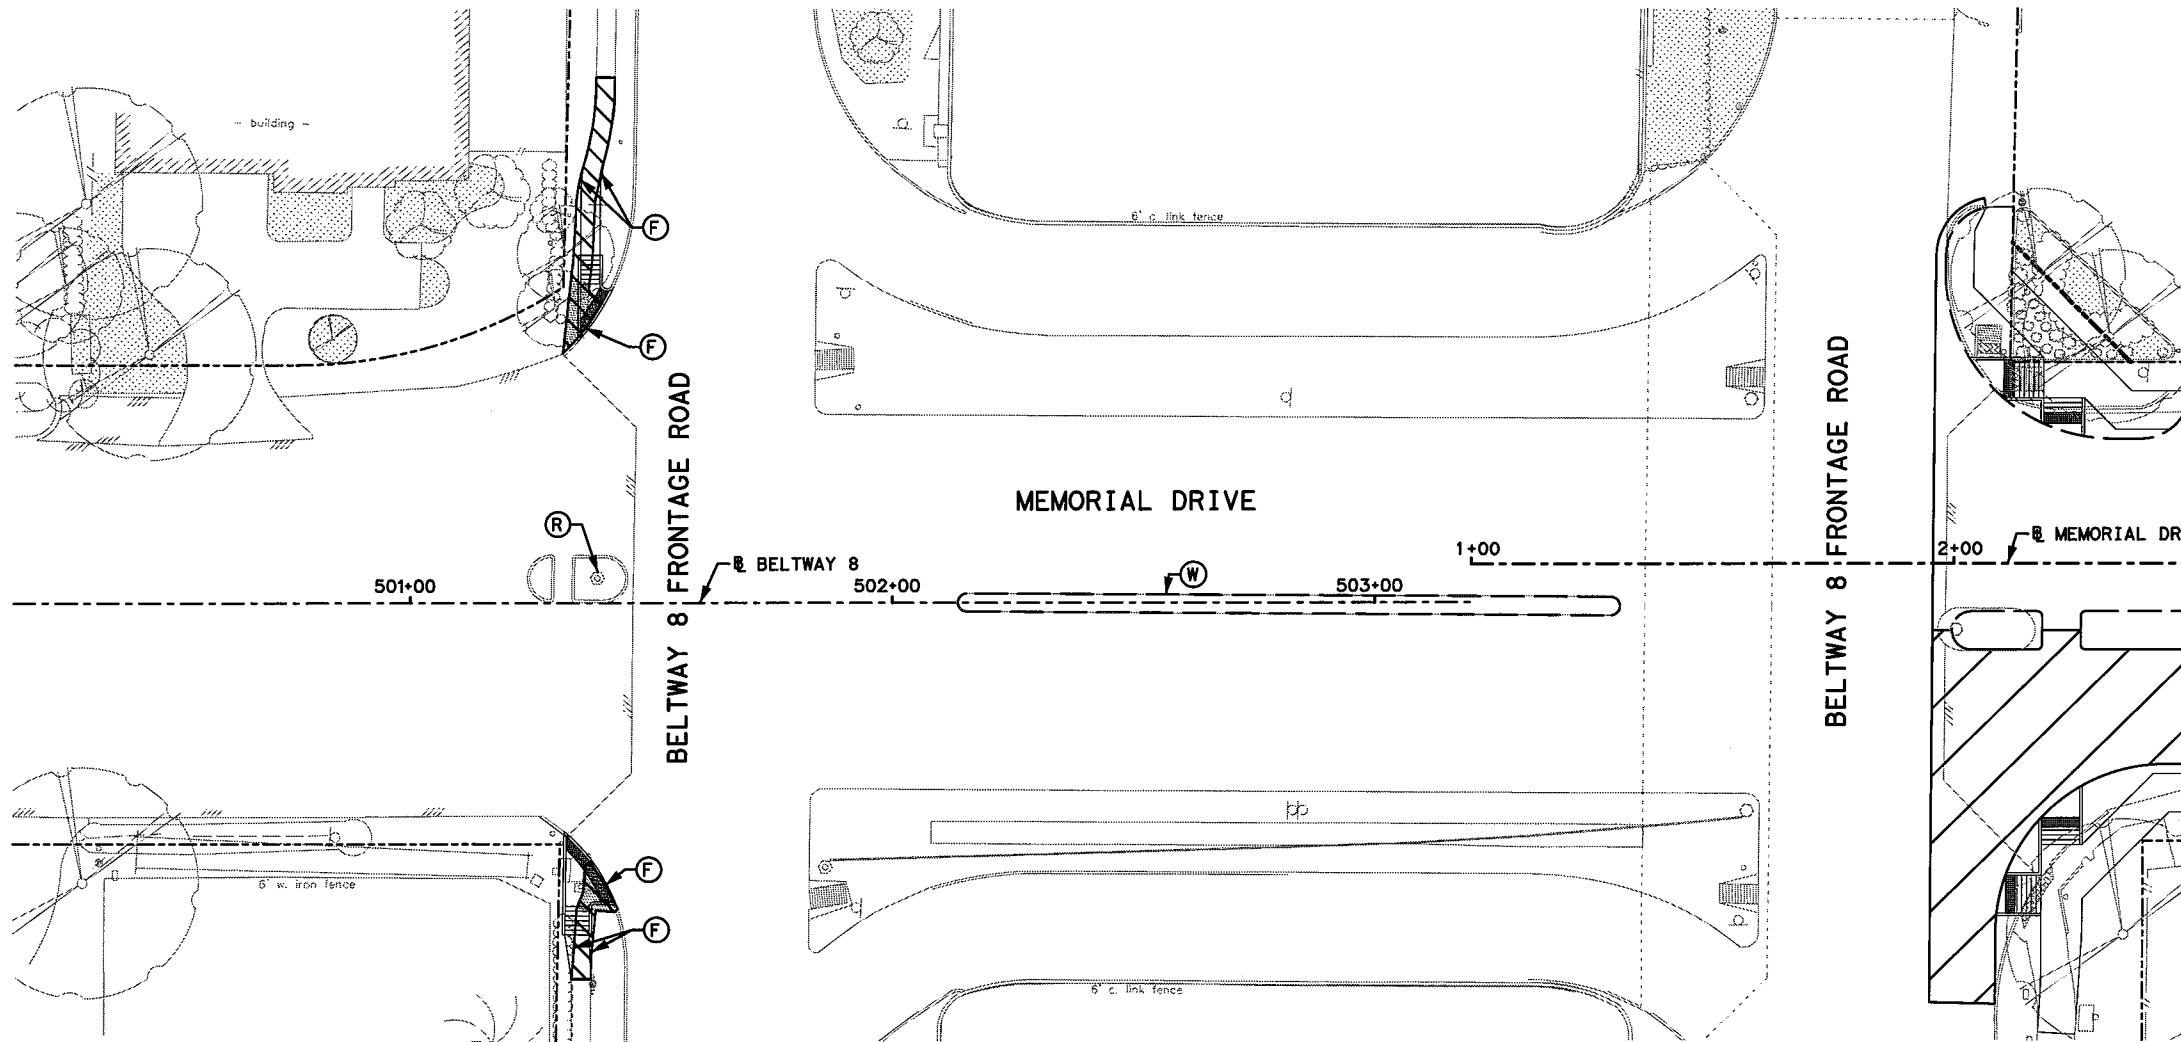 - building -
6' c. link fence
F
F
BELTWAY 8 FRONTAGE ROAD
BELTWAY 8 FRONTAGE ROAD
MEMORIAL DRIVE
R
1+00
2+00
℄ MEMORIAL DR
℄ BELTWAY 8
501+00
502+00
W
503+00
6' w. iron fence
F
F
6' c. link fence